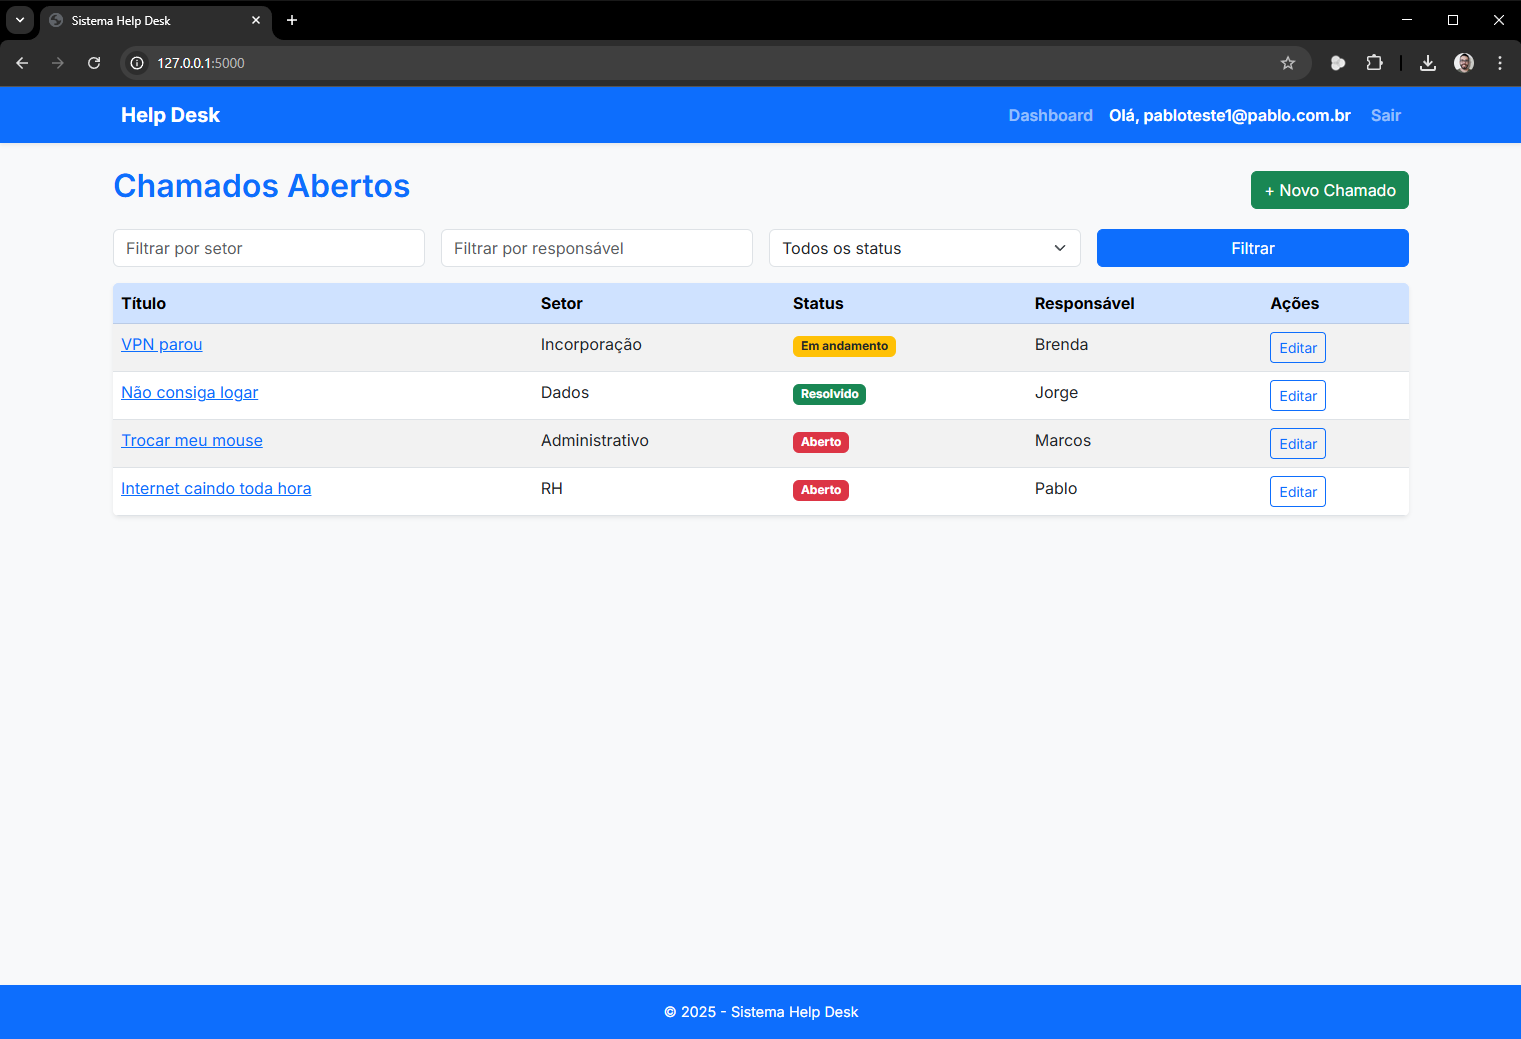 Sistema Help Desk
127.0.0.1:5000
Help Desk
Dashboard Olá, pabloteste1@pablo.com.br Sair
Chamados Abertos
+ Novo Chamado
Filtrar por setor Filtrar por responsável Todos os status Filtrar
Título Setor Status Responsável Ações
VPN parou Incorporação Em andamento Brenda Editar
Não consiga logar Dados Resolvido Jorge Editar
Trocar meu mouse Administrativo Aberto Marcos Editar
Internet caindo toda hora RH Aberto Pablo Editar
© 2025 - Sistema Help Desk